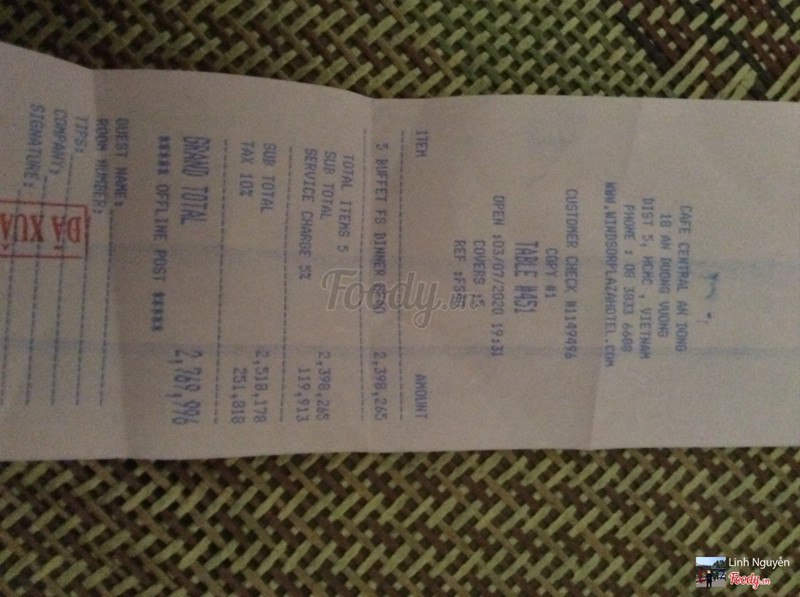 CAFE CENTRAL AN DONG
18 AN DUONG VUONG
DIST 5, HCMC , VIETNAM
PHONE : 08 3833 6688
WWW.WINDSORPLAZAHOTEL.COM
CUSTOMER CHECK #1149496
COPY #1
TABLE #451
OPEN :03/07/2020 19:31
COVERS :5
ITEM AMOUNT
5 BUFFET FS DINNER 2,398,265
TOTAL ITEMS 5
SUB TOTAL 2,398,265
SERVICE CHARGE 5% 119,913
SUB TOTAL 2,518,178
TAX 10% 251,818
GRAND TOTAL 2,769,996
***** OFFLINE POST *****
GUEST NAME:
ROOM NUMBER:
TIPS:
COMPANY:
SIGNATURE:
ĐÃ XUẤ
Foody.vn
Linh Nguyễn
Foody.vn